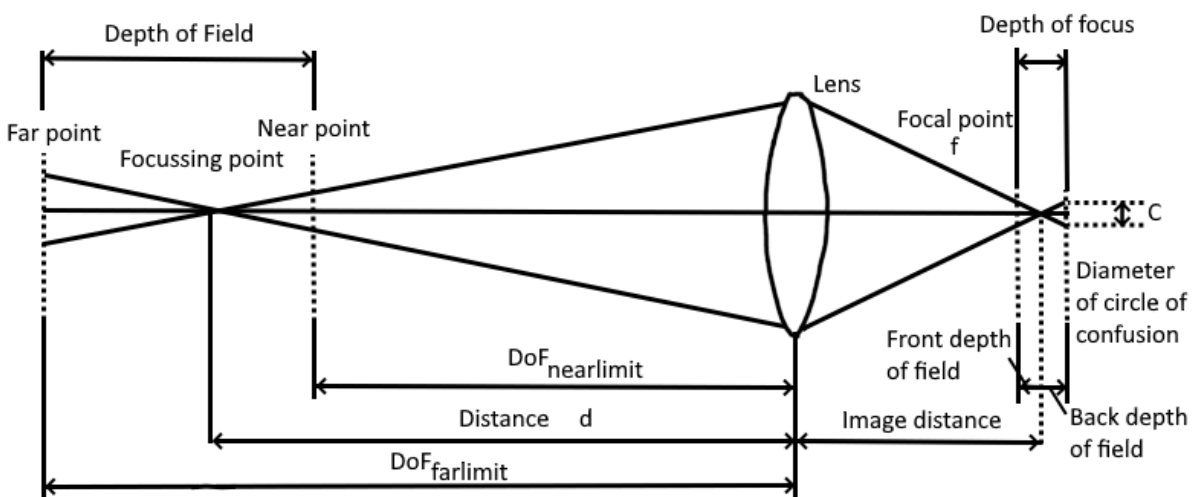 Depth of Field
Depth of focus
Lens
Far point
Near point
Focussing point
Focal point
f
C
Diameter
of circle of
confusion
Front depth
of field
DoFnearlimit
Distance d
Image distance
Back depth
of field
DoFfarlimit